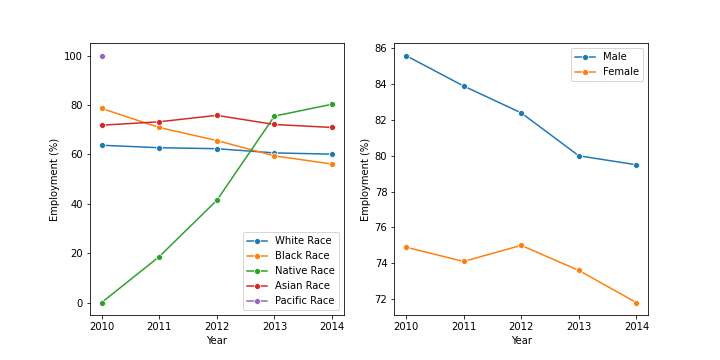 100
80
60
40
20
0
Employment (%)
2010 2011 2012 2013 2014
Year
White Race
Black Race
Native Race
Asian Race
Pacific Race
86
84
82
80
78
76
74
72
Employment (%)
2010 2011 2012 2013 2014
Year
Male
Female